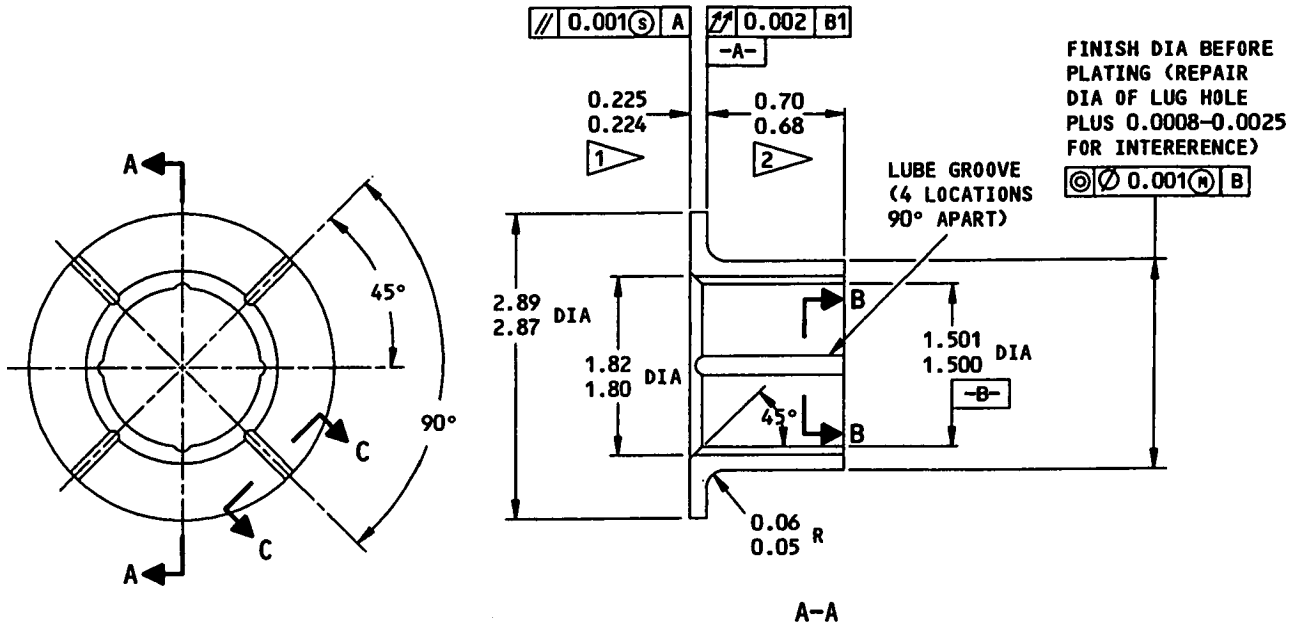 // 0.001 Ⓢ A
⌰ 0.002 B1
-A-
0.225
0.224
1
0.70
0.68
2
FINISH DIA BEFORE
PLATING (REPAIR
DIA OF LUG HOLE
PLUS 0.0008-0.0025
FOR INTERERENCE)
◎ Ø 0.001 Ⓜ B
LUBE GROOVE
(4 LOCATIONS
90° APART)
A
45°
90°
C
C
A
2.89
2.87 DIA
1.82
1.80 DIA
B
45°
B
1.501
1.500 DIA
-B-
0.06
0.05 R
A-A